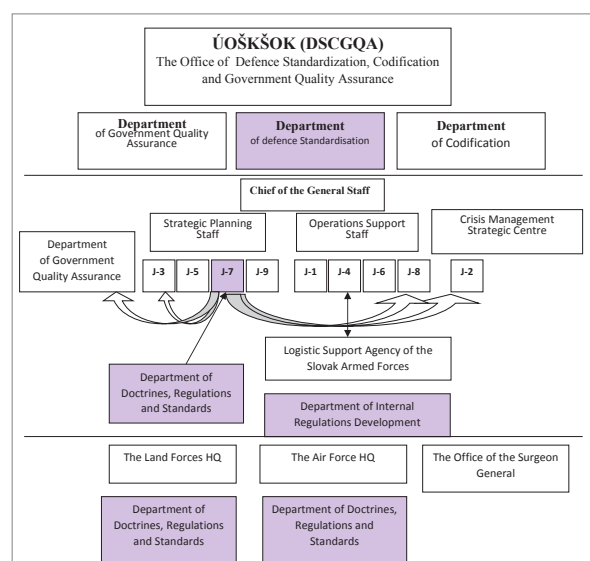 ÚOŠKŠOK (DSCGQA)
The Office of Defence Standardization, Codification
and Government Quality Assurance
Department
of Government Quality
Assurance
Department
of defence Standardisation
Department
of Codification
Chief of the General Staff
Strategic Planning
Staff
Operations Support
Staff
Crisis Management
Strategic Centre
Department
of Government
Quality Assurance
J-3
J-5
J-7
J-9
J-1
J-4
J-6
J-8
J-2
Logistic Support Agency of the
Slovak Armed Forces
Department of
Doctrines, Regulations
and Standards
Department of Internal
Regulations Development
The Land Forces HQ
The Air Force HQ
The Office of the Surgeon
General
Department of
Doctrines, Regulations
and Standards
Department of Doctrines,
Regulations and
Standards